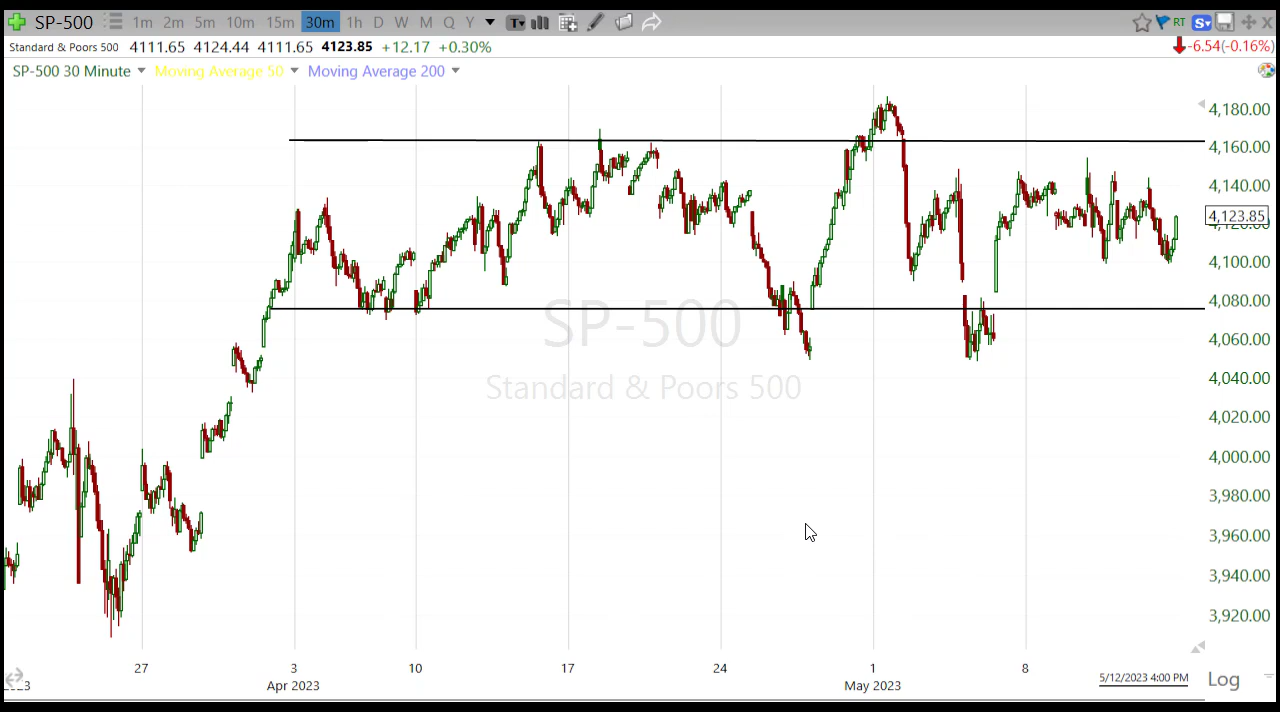 SP-500 1m 2m 5m 10m 15m 30m 1h D W M Q Y T RT S
Standard & Poors 500 4111.65 4124.44 4111.65 4123.85 +12.17 +0.30% -6.54(-0.16%)
SP-500 30 Minute Moving Average 50 Moving Average 200
4,180.00
4,160.00
4,140.00
4,123.85
4,120.00
4,100.00
4,080.00
SP-500
4,060.00
Standard & Poors 500
4,040.00
4,020.00
4,000.00
3,980.00
3,960.00
3,940.00
3,920.00
27 3 10 17 24 1 8
Apr 2023 May 2023 5/12/2023 4:00 PM Log